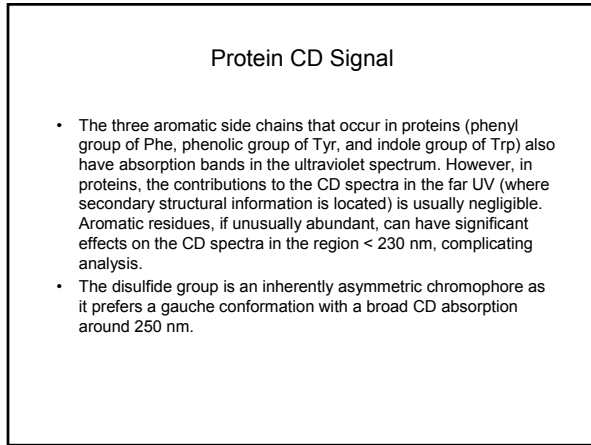 Protein CD Signal
• The three aromatic side chains that occur in proteins (phenyl
group of Phe, phenolic group of Tyr, and indole group of Trp) also
have absorption bands in the ultraviolet spectrum. However, in
proteins, the contributions to the CD spectra in the far UV (where
secondary structural information is located) is usually negligible.
Aromatic residues, if unusually abundant, can have significant
effects on the CD spectra in the region < 230 nm, complicating
analysis.
• The disulfide group is an inherently asymmetric chromophore as
it prefers a gauche conformation with a broad CD absorption
around 250 nm.